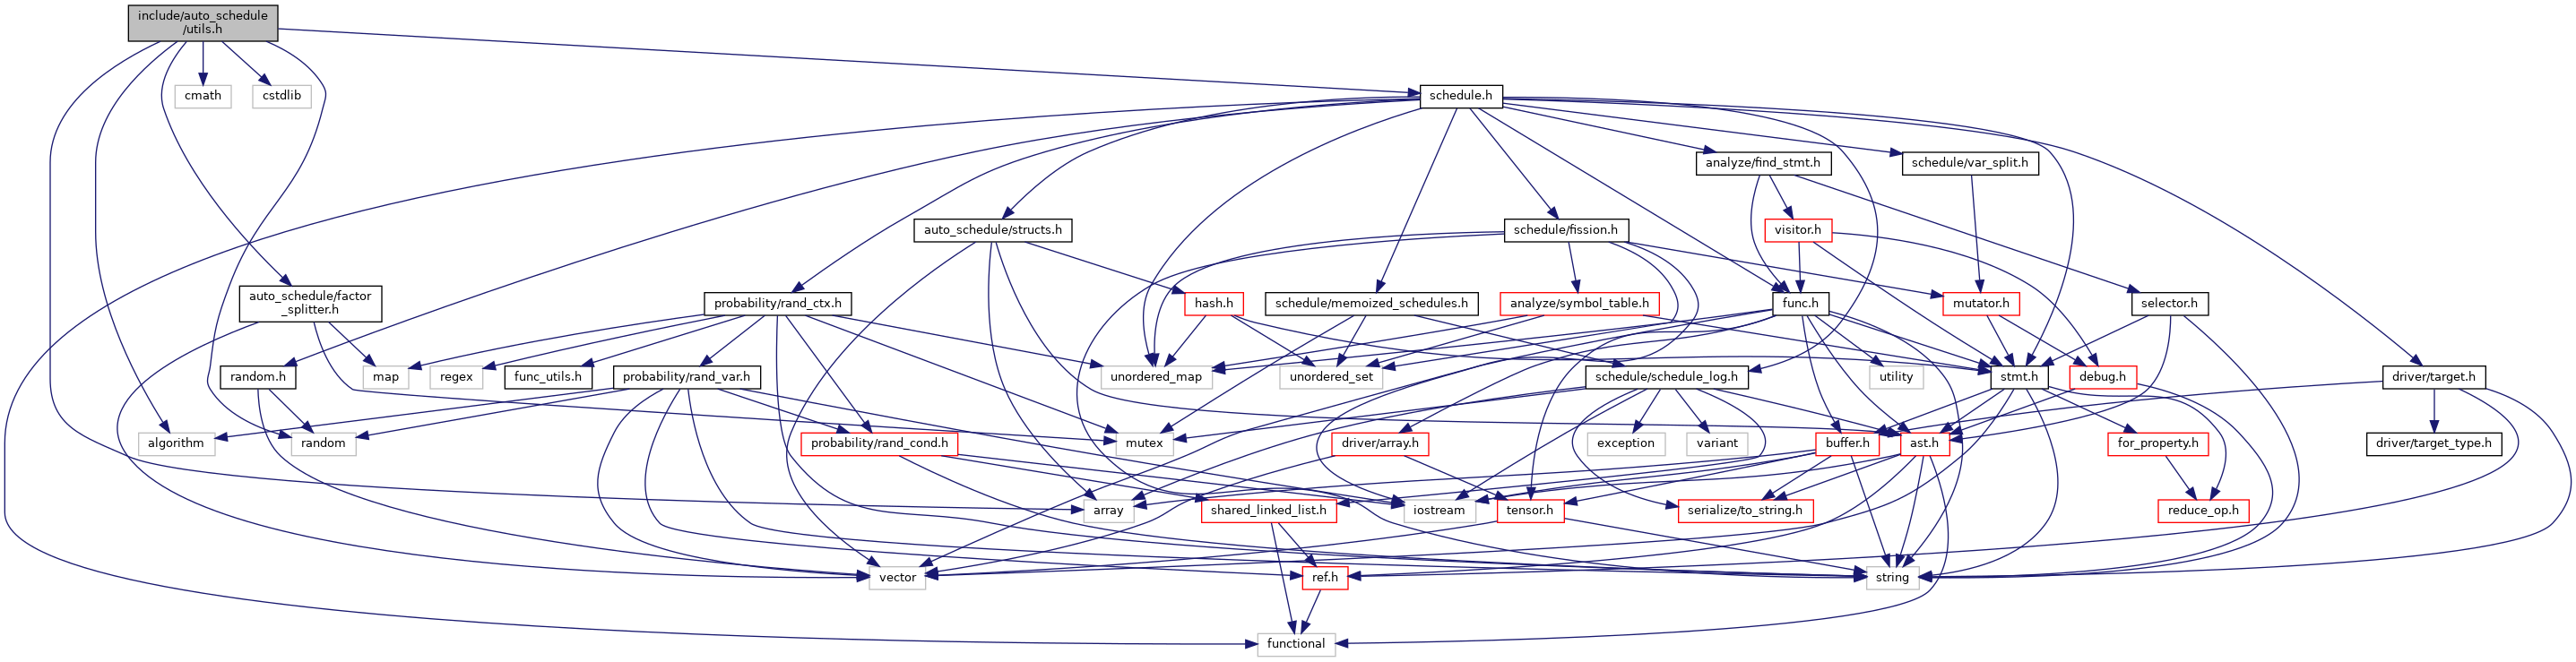 include/auto_schedule
/utils.h
cmath
cstdlib
schedule.h
analyze/find_stmt.h
schedule/var_split.h
auto_schedule/structs.h
schedule/fission.h
visitor.h
auto_schedule/factor
_splitter.h
probability/rand_ctx.h
hash.h
schedule/memoized_schedules.h
analyze/symbol_table.h
func.h
mutator.h
selector.h
random.h
map
regex
func_utils.h
probability/rand_var.h
unordered_map
unordered_set
schedule/schedule_log.h
utility
stmt.h
debug.h
driver/target.h
algorithm
random
mutex
probability/rand_cond.h
driver/array.h
exception
variant
buffer.h
ast.h
for_property.h
driver/target_type.h
array
shared_linked_list.h
iostream
tensor.h
serialize/to_string.h
reduce_op.h
vector
ref.h
string
functional